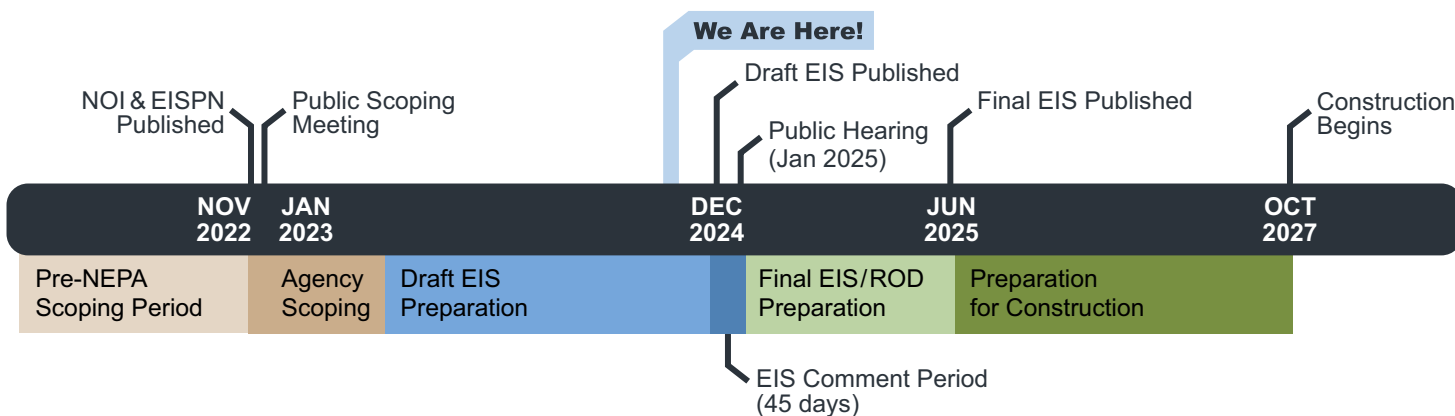 We Are Here!
NOI & EISPN
Published
Public Scoping
Meeting
Draft EIS Published
Public Hearing
(Jan 2025)
Final EIS Published
Construction
Begins
NOV
2022
JAN
2023
DEC
2024
JUN
2025
OCT
2027
Pre-NEPA
Scoping Period
Agency
Scoping
Draft EIS
Preparation
Final EIS/ROD
Preparation
Preparation
for Construction
EIS Comment Period
(45 days)